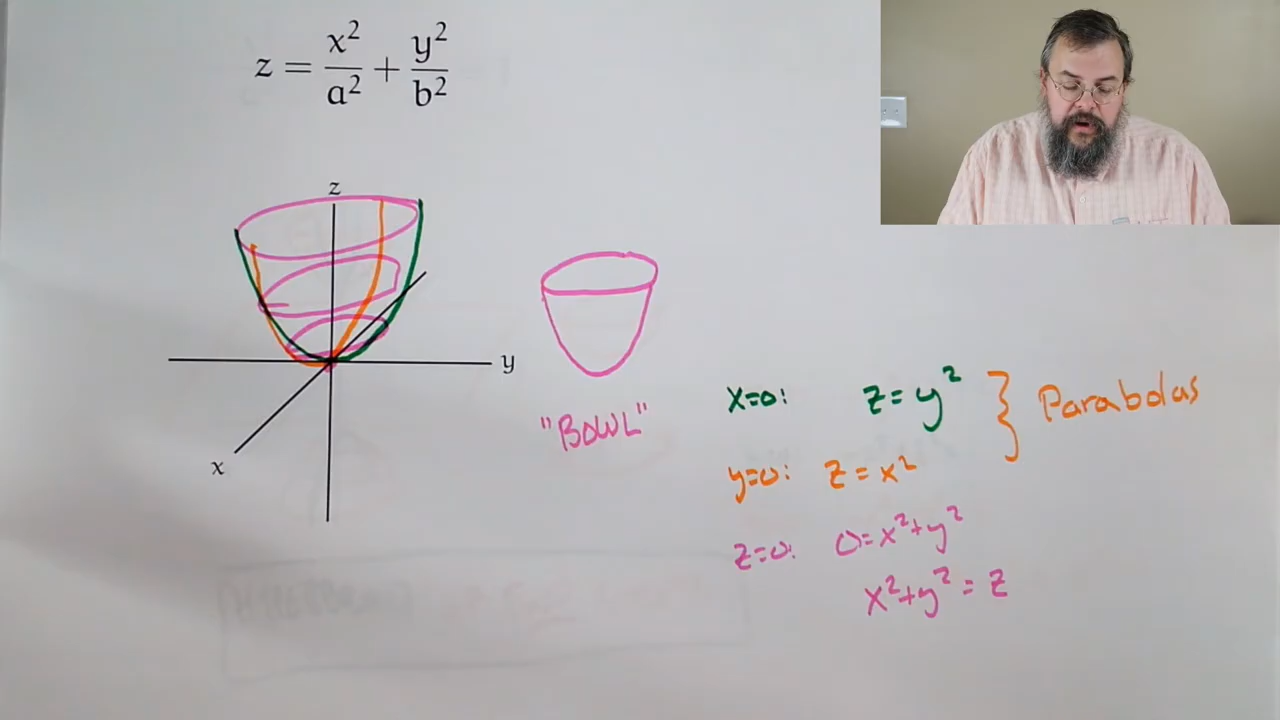 z = x²/a² + y²/b²
z
y
x
"BOWL"
x=0: z = y² } Parabolas
y=0: z = x²
z=0: 0=x²+y²
x²+y² = z